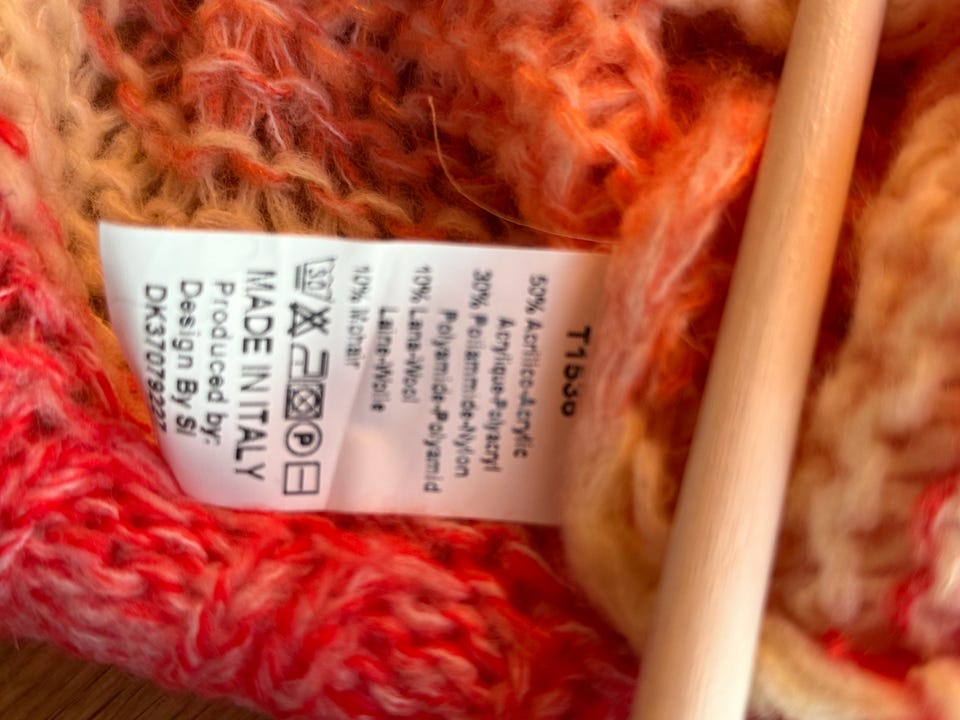 50% Acrilico-Acrylic
Acrylique-Polyacryl
30% Poliammide-Nylon
Polyamide-Polyamid
10% Lana-Wool
Laine-Wolle
10% Mohair
30
P
MADE IN ITALY
Produced by:
Design By Si